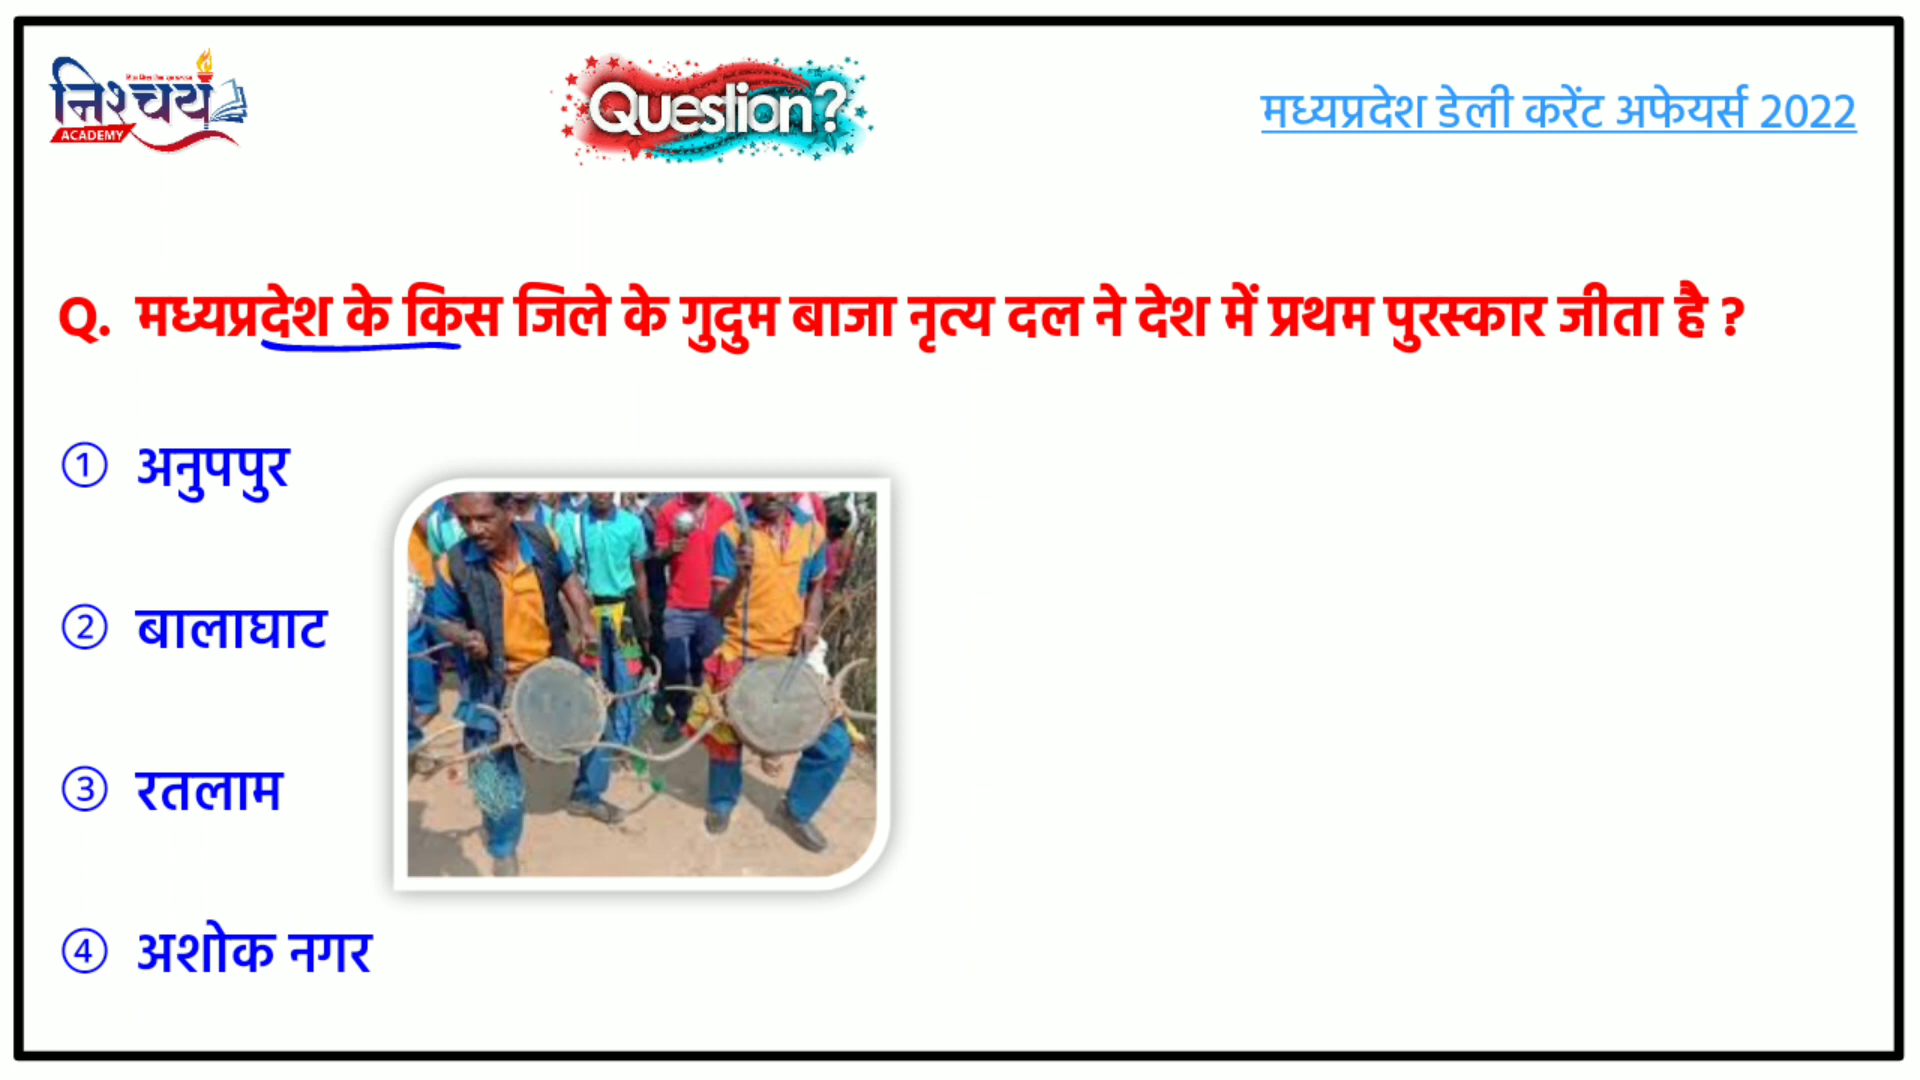 निश्चय
ACADEMY
Question?
मध्यप्रदेश डेली करेंट अफेयर्स 2022
Q. मध्यप्रदेश के किस जिले के गुदुम बाजा नृत्य दल ने देश में प्रथम पुरस्कार जीता है ?
① अनुपपुर
② बालाघाट
③ रतलाम
④ अशोक नगर